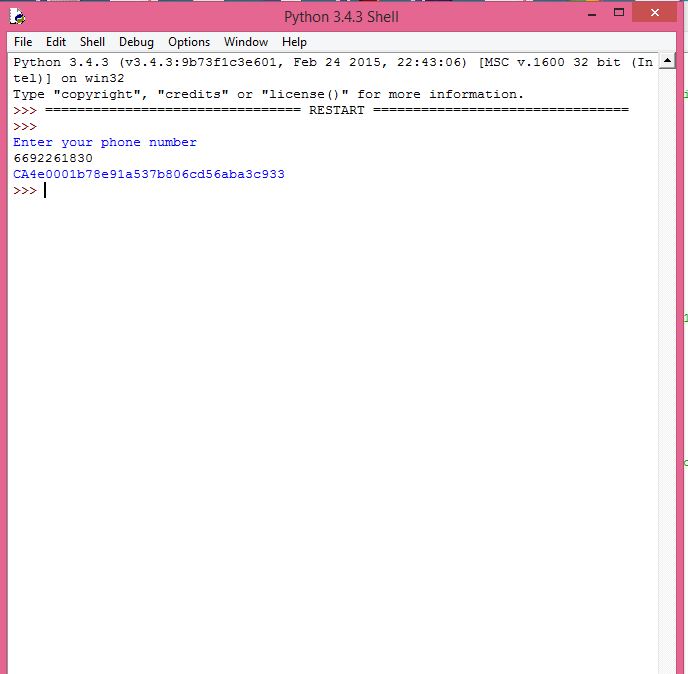 Python 3.4.3 Shell
File Edit Shell Debug Options Window Help
Python 3.4.3 (v3.4.3:9b73f1c3e601, Feb 24 2015, 22:43:06) [MSC v.1600 32 bit (In
tel)] on win32
Type "copyright", "credits" or "license()" for more information.
>>> ================================ RESTART ================================
>>>
Enter your phone number
6692261830
CA4e0001b78e91a537b806cd56aba3c933
>>>